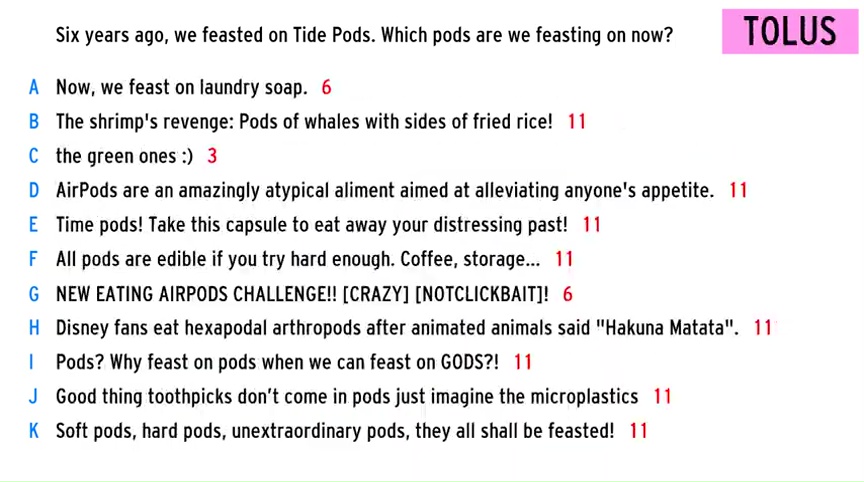 Six years ago, we feasted on Tide Pods. Which pods are we feasting on now?
TOLUS
A Now, we feast on laundry soap. 6
B The shrimp's revenge: Pods of whales with sides of fried rice! 11
C the green ones :) 3
D AirPods are an amazingly atypical aliment aimed at alleviating anyone's appetite. 11
E Time pods! Take this capsule to eat away your distressing past! 11
F All pods are edible if you try hard enough. Coffee, storage... 11
G NEW EATING AIRPODS CHALLENGE!! [CRAZY] [NOTCLICKBAIT]! 6
H Disney fans eat hexapodal arthropods after animated animals said "Hakuna Matata". 11
I Pods? Why feast on pods when we can feast on GODS?! 11
J Good thing toothpicks don't come in pods just imagine the microplastics 11
K Soft pods, hard pods, unextraordinary pods, they all shall be feasted! 11